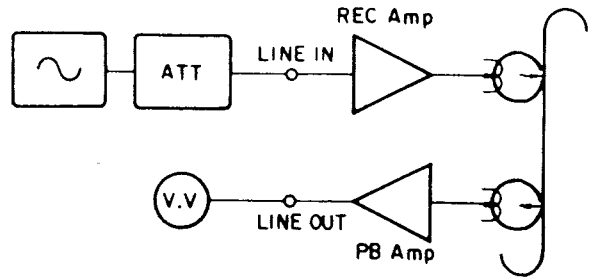 REC Amp
ATT
LINE IN
V.V
LINE OUT
PB Amp